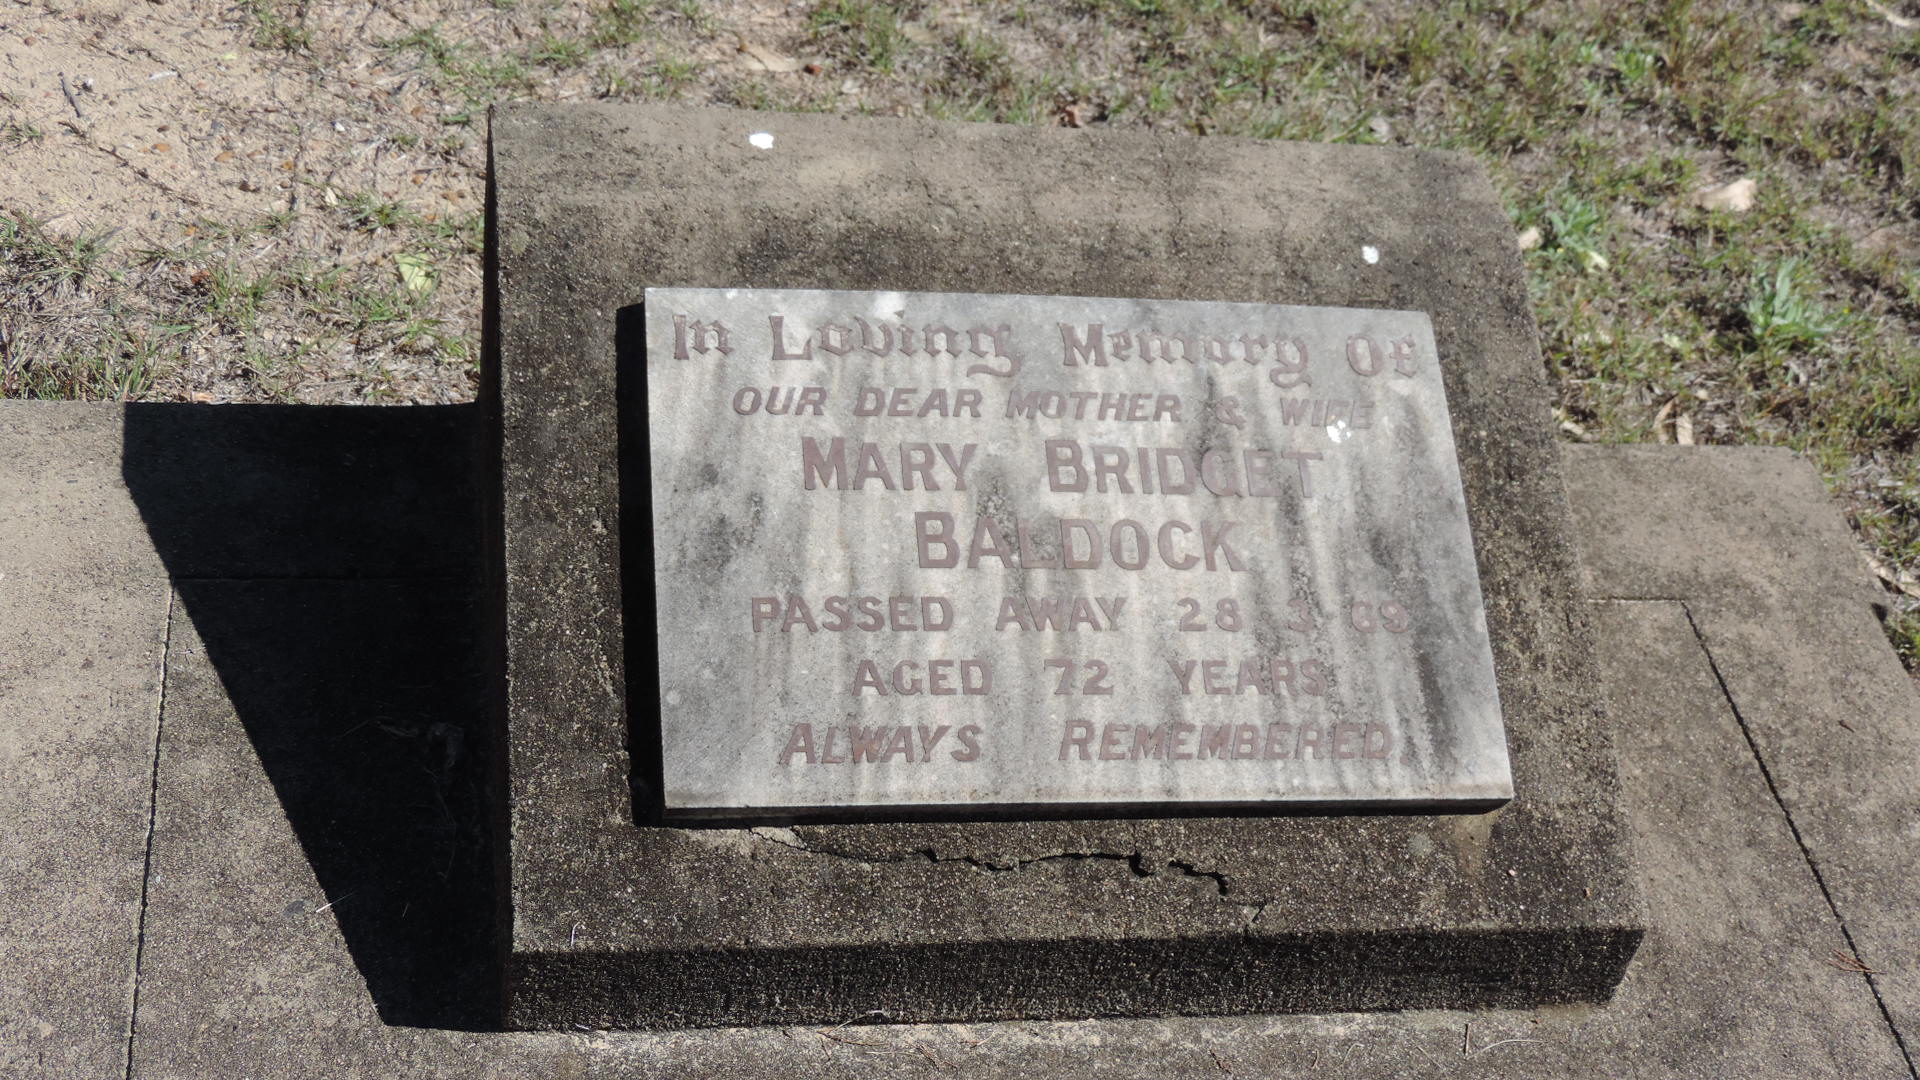 In Loving Memory Of
OUR DEAR MOTHER & WIFE
MARY BRIDGET
BALDOCK
PASSED AWAY 28 3 89
AGED 72 YEARS
ALWAYS REMEMBERED